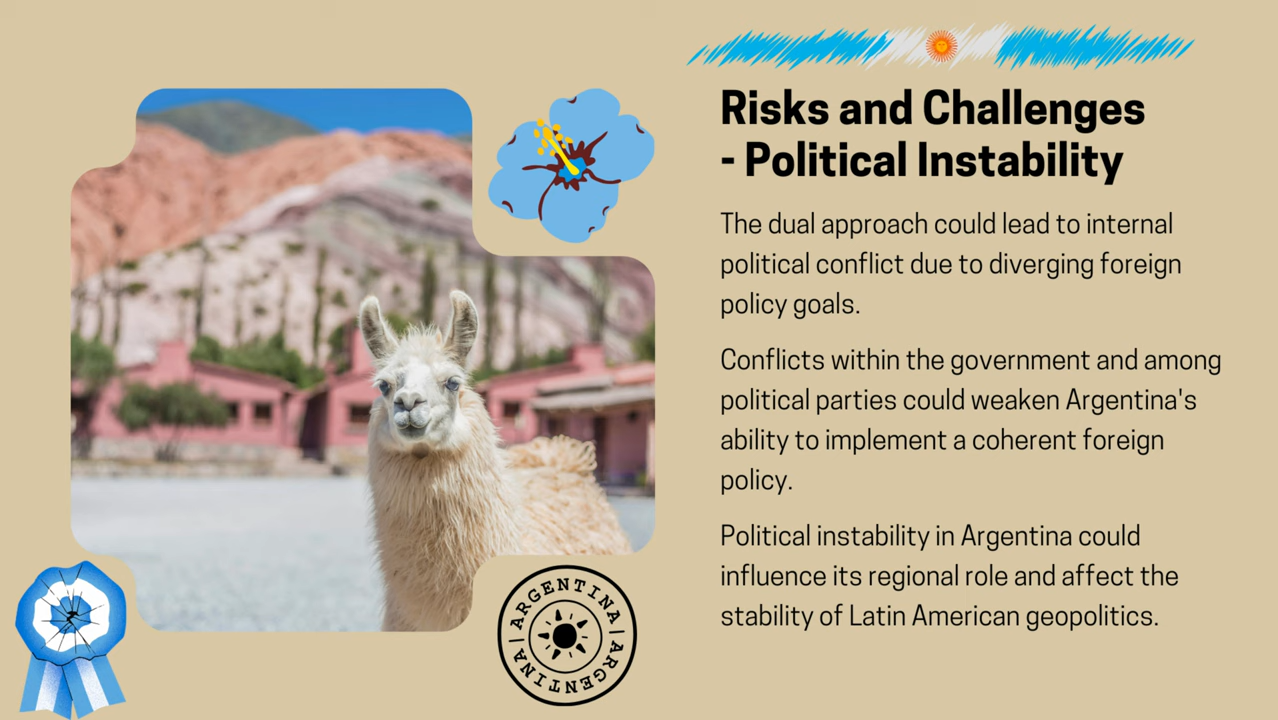 Risks and Challenges
- Political Instability
The dual approach could lead to internal
political conflict due to diverging foreign
policy goals.
Conflicts within the government and among
political parties could weaken Argentina's
ability to implement a coherent foreign
policy.
Political instability in Argentina could
influence its regional role and affect the
stability of Latin American geopolitics.
| ARGENTINA | ARGENTINA